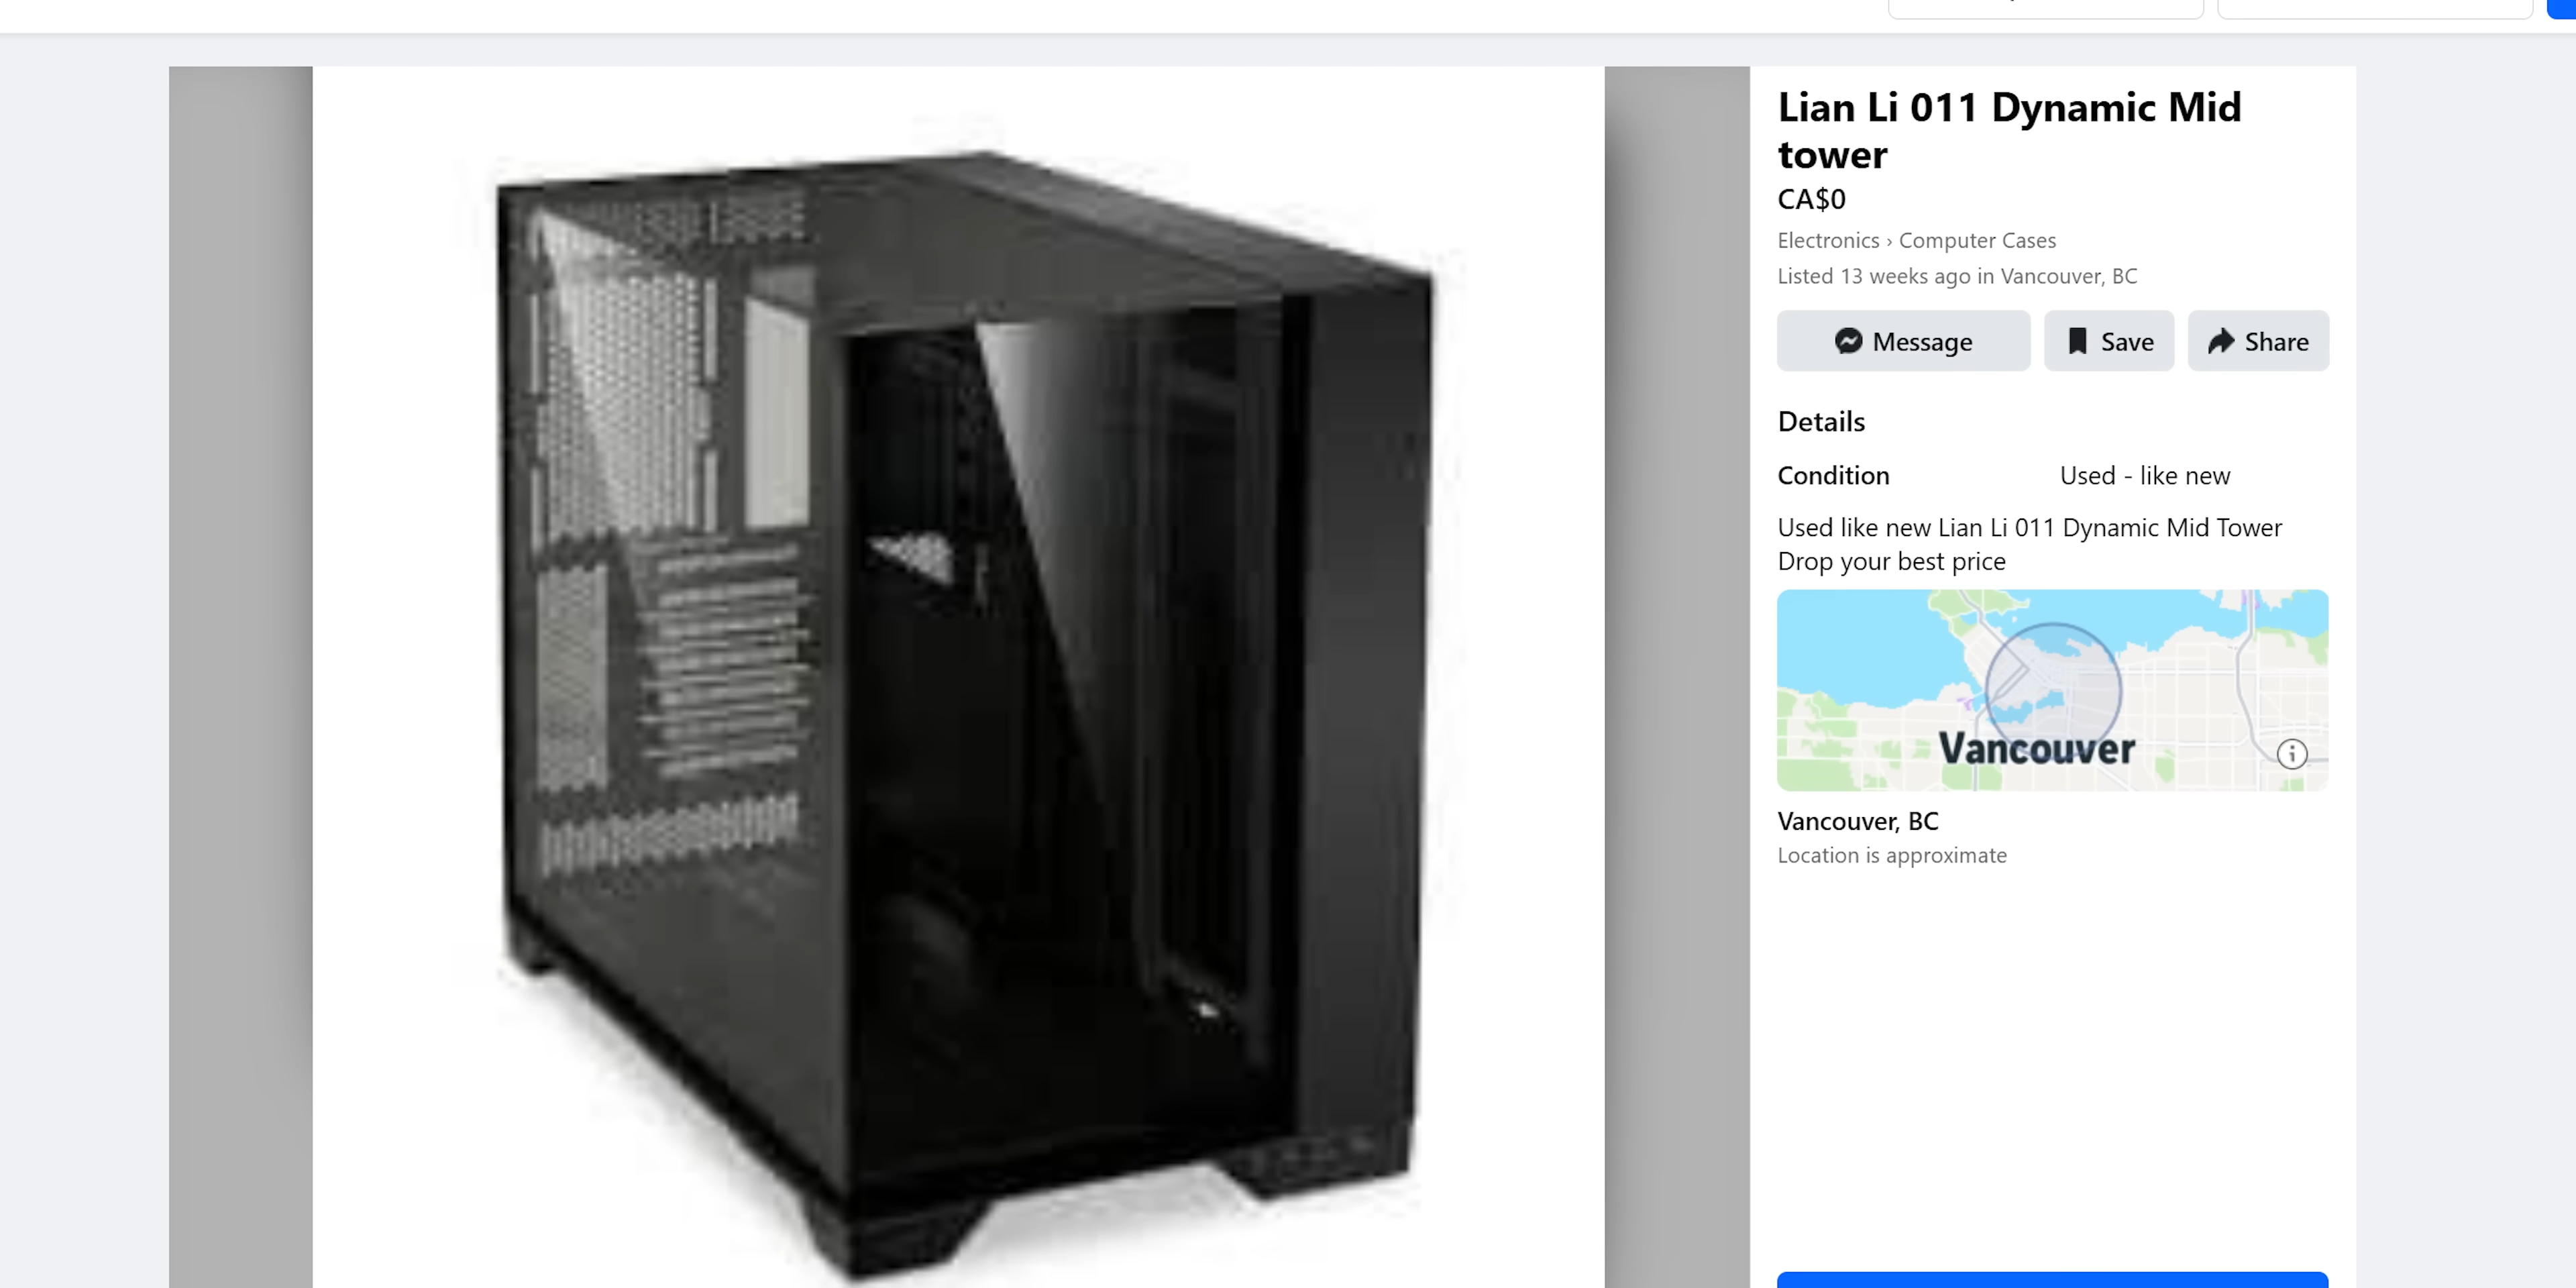 Lian Li 011 Dynamic Mid
tower
CA$0
Electronics › Computer Cases
Listed 13 weeks ago in Vancouver, BC
Message
Save
Share
Details
Condition
Used - like new
Used like new Lian Li 011 Dynamic Mid Tower
Drop your best price
Vancouver
Vancouver, BC
Location is approximate